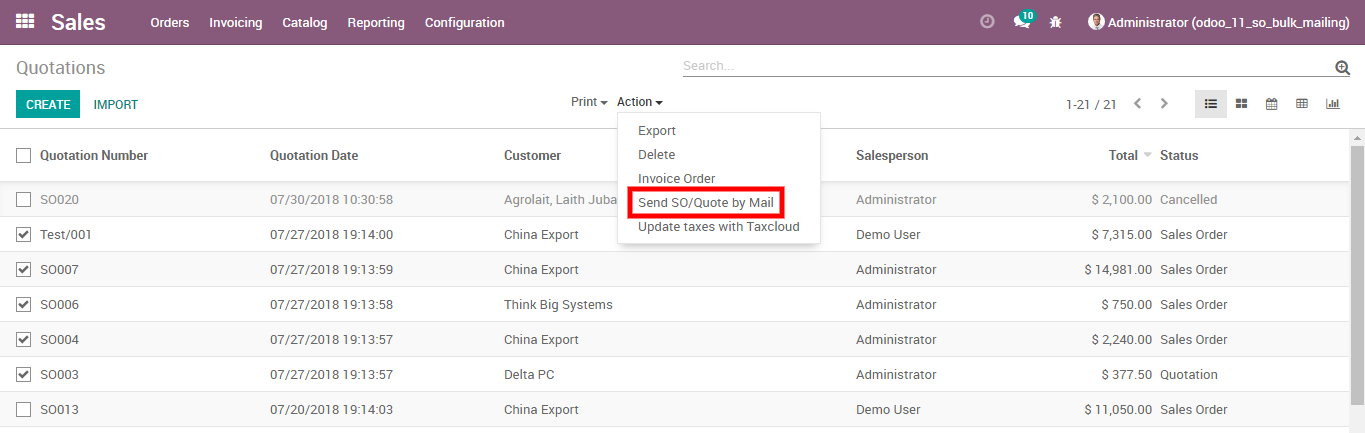 Sales Orders Invoicing Catalog Reporting Configuration 10 Administrator (odoo_11_so_bulk_mailing)
Quotations Search...
CREATE IMPORT Print Action 1-21 / 21
Export
Delete
Quotation Number Quotation Date Customer Salesperson Total Status
Invoice Order
SO020 07/30/2018 10:30:58 Agrolait, Laith Juba Administrator $ 2,100.00 Cancelled
Send SO/Quote by Mail
Update taxes with Taxcloud
Test/001 07/27/2018 19:14:00 China Export Demo User $ 7,315.00 Sales Order
SO007 07/27/2018 19:13:59 China Export Administrator $ 14,981.00 Sales Order
SO006 07/27/2018 19:13:58 Think Big Systems Administrator $ 750.00 Sales Order
SO004 07/27/2018 19:13:57 China Export Administrator $ 2,240.00 Sales Order
SO003 07/27/2018 19:13:57 Delta PC Administrator $ 377.50 Quotation
SO013 07/20/2018 19:14:03 China Export Demo User $ 11,050.00 Sales Order